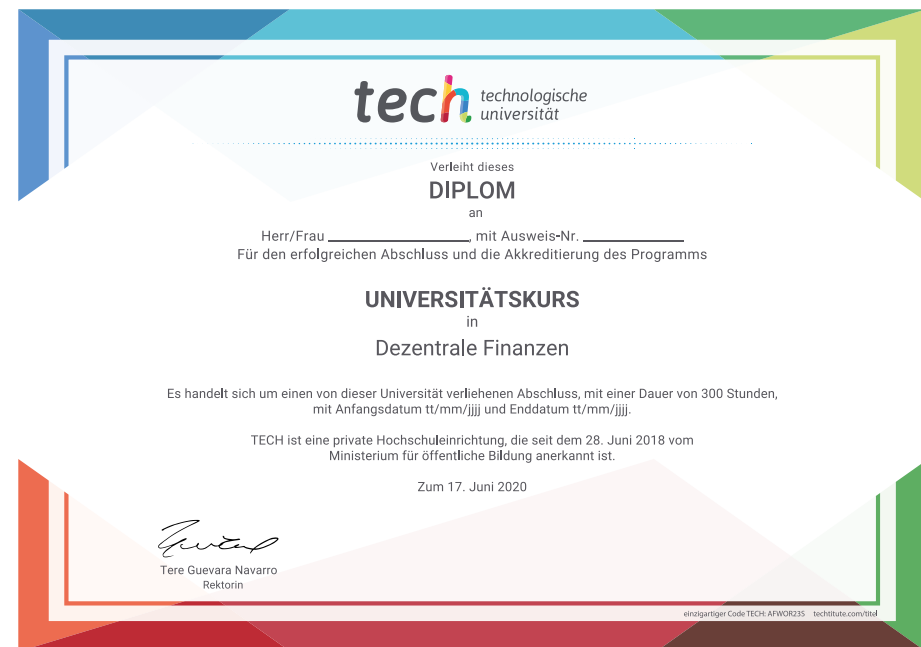 tech technologische
universität
Verleiht dieses
DIPLOM
an
Herr/Frau ____________________, mit Ausweis-Nr. ______________
Für den erfolgreichen Abschluss und die Akkreditierung des Programms
UNIVERSITÄTSKURS
in
Dezentrale Finanzen
Es handelt sich um einen von dieser Universität verliehenen Abschluss, mit einer Dauer von 300 Stunden,
mit Anfangsdatum tt/mm/jjjj und Enddatum tt/mm/jjjj.
TECH ist eine private Hochschuleinrichtung, die seit dem 28. Juni 2018 vom
Ministerium für öffentliche Bildung anerkannt ist.
Zum 17. Juni 2020
Tere Guevara Navarro
Rektorin
einzigartiger Code TECH: AFWOR23S techtitute.com/titel